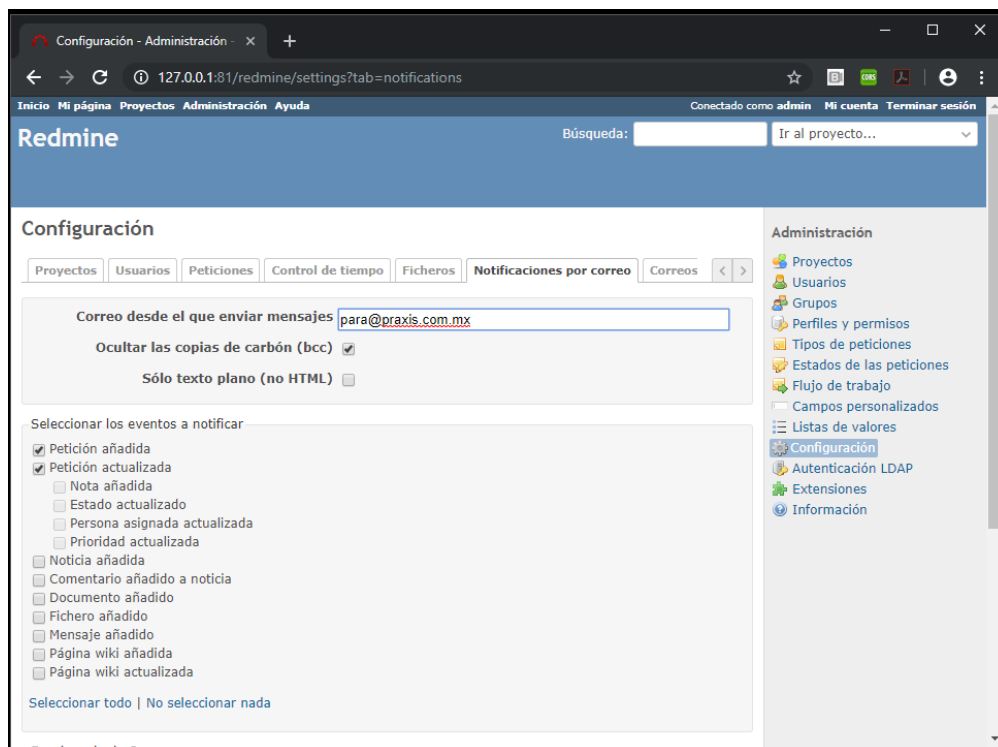 Configuración - Administración -
127.0.0.1:81/redmine/settings?tab=notifications
CORS
Inicio Mi página Proyectos Administración Ayuda
Conectado como admin Mi cuenta Terminar sesión
Redmine
Búsqueda:
Ir al proyecto...
Configuración
Proyectos Usuarios Peticiones Control de tiempo Ficheros Notificaciones por correo Correos
Correo desde el que enviar mensajes para@praxis.com.mx
Ocultar las copias de carbón (bcc)
Sólo texto plano (no HTML)
Seleccionar los eventos a notificar
Petición añadida
Petición actualizada
Nota añadida
Estado actualizado
Persona asignada actualizada
Prioridad actualizada
Noticia añadida
Comentario añadido a noticia
Documento añadido
Fichero añadido
Mensaje añadido
Página wiki añadida
Página wiki actualizada
Seleccionar todo | No seleccionar nada
Administración
Proyectos
Usuarios
Grupos
Perfiles y permisos
Tipos de peticiones
Estados de las peticiones
Flujo de trabajo
Campos personalizados
Listas de valores
Configuración
Autenticación LDAP
Extensiones
Información